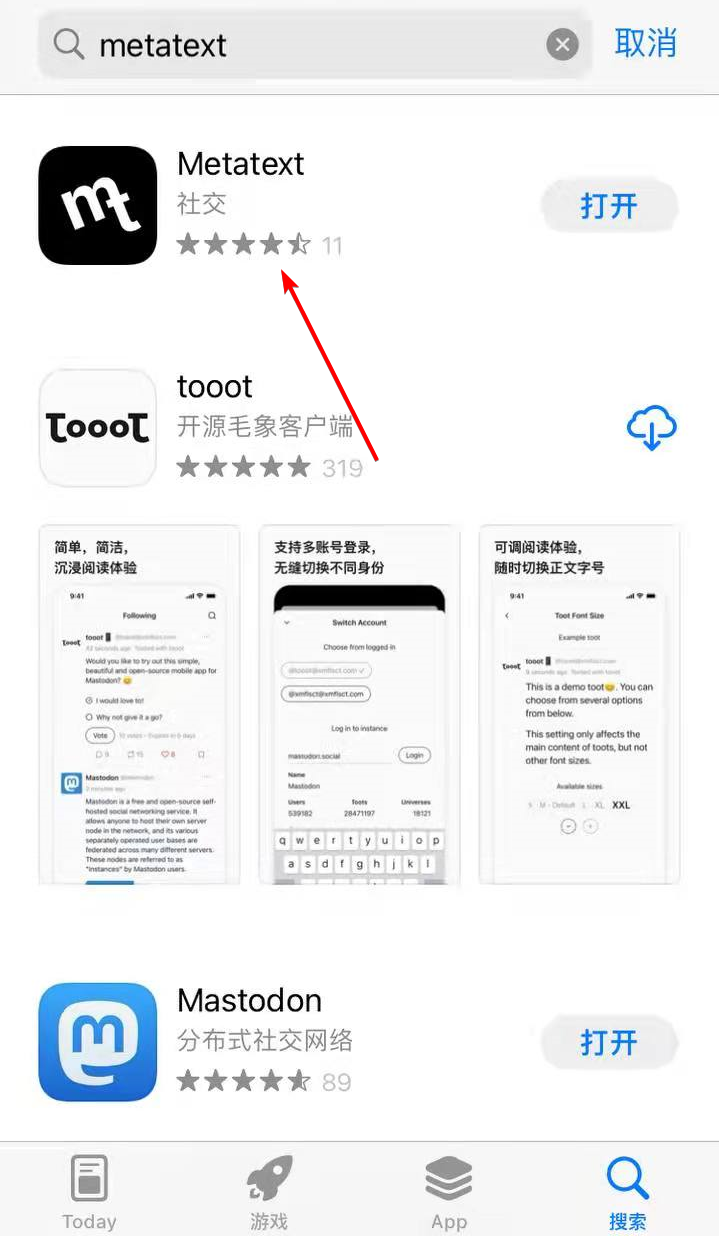 metatext
取消
mt
Metatext
社交
打开
11
tooot
tooot
开源毛象客户端
319
简单，简洁，
沉浸阅读体验
9:41
Following
tooot
tooot
Would you like to try out this simple,
beautiful and open-source mobile app for
Mastodon? 😊
I would love to!
Why not give it a go?
Vote
Mastodon
Mastodon is a free and open-source self-
hosted social networking service. It
allows anyone to host their own server
node in the network, and its various
separately operated user bases are
federated across many different servers.
These nodes are referred to as
"instances" by Mastodon users.
支持多账号登录，
无缝切换不同身份
Switch Account
Choose from logged in
@tooot@xmflsct.com ✓
@xmflsct@xmflsct.com
Log in to instance
mastodon.social
Login
Name
Mastodon
Users
Toots
Universes
539182
28471197
18121
q w e r t y u i o p
a s d f g h j k l
可调阅读体验，
随时切换正文字号
9:41
Toot Font Size
Example toot
tooot
tooot
This is a demo toot😊. You can
choose from several options
from below.
This setting only affects the
main content of toots, but not
other font sizes.
Available sizes
S M - Default L XL XXL
Mastodon
分布式社交网络
打开
89
Today
游戏
App
搜索